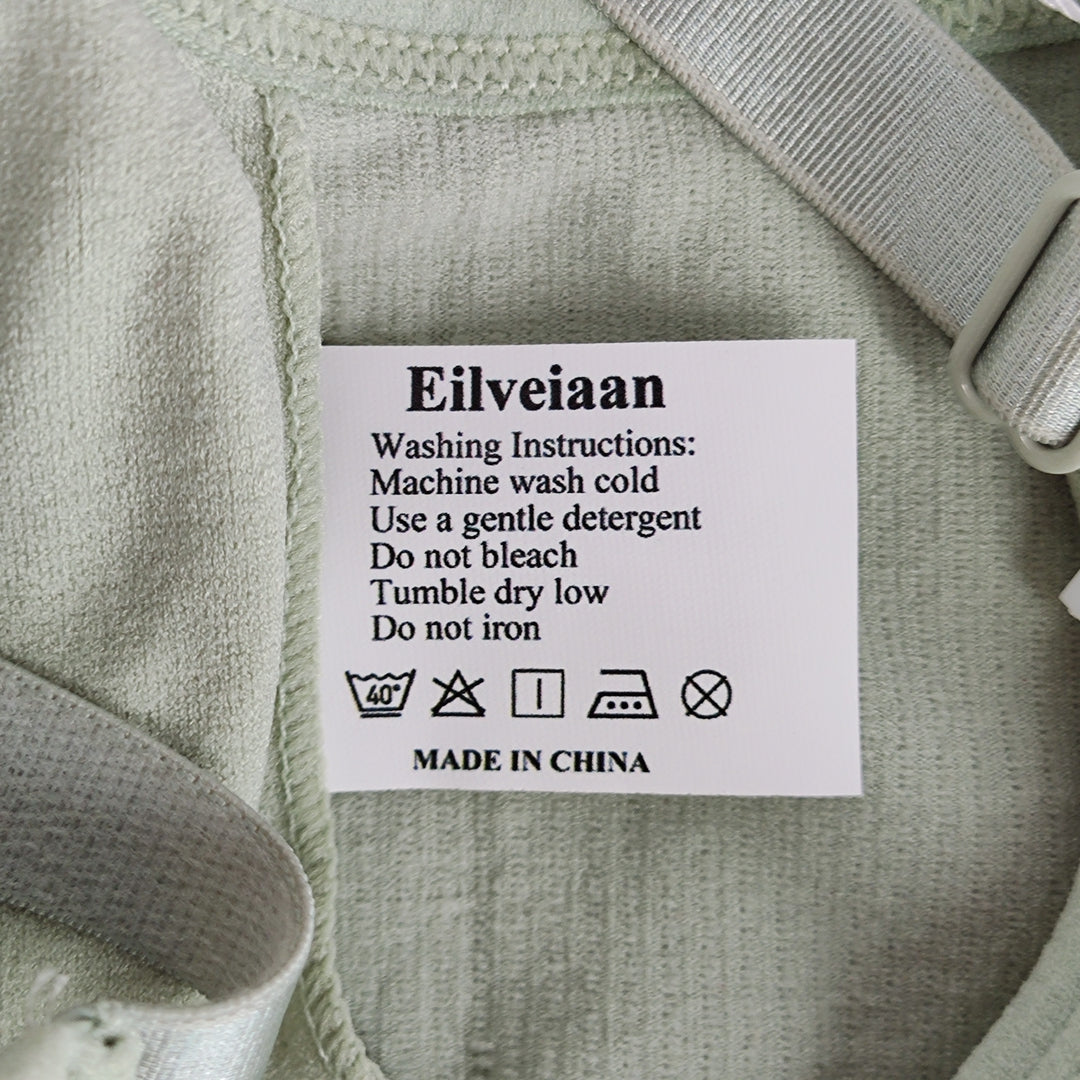 Eilveiaan
Washing Instructions:
Machine wash cold
Use a gentle detergent
Do not bleach
Tumble dry low
Do not iron
40°
MADE IN CHINA